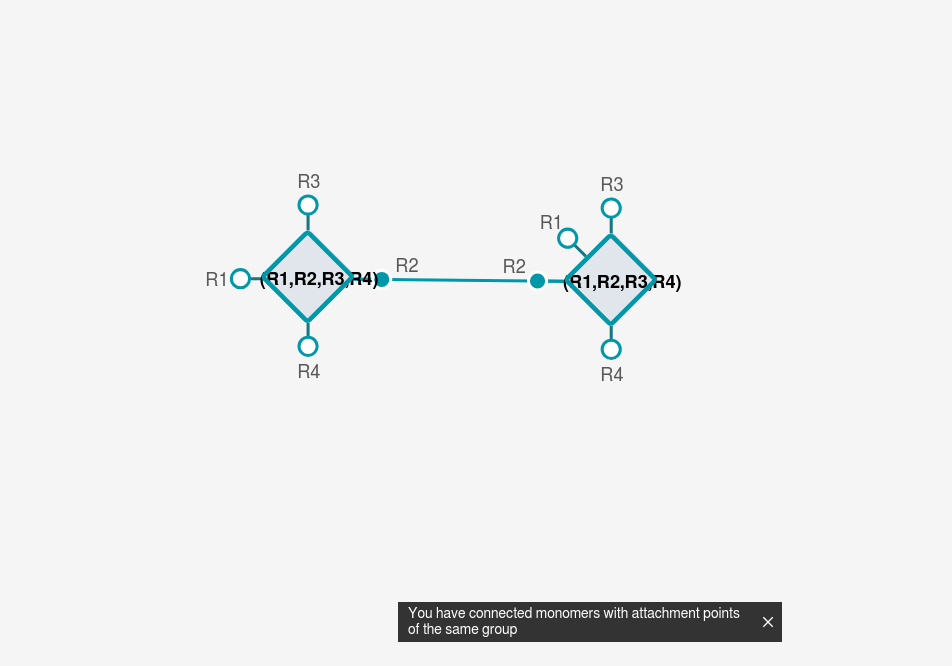 R3
R3
R1
R2
R2
R1
(R1,R2,R3,R4)
(R1,R2,R3,R4)
R4
R4
You have connected monomers with attachment points
of the same group